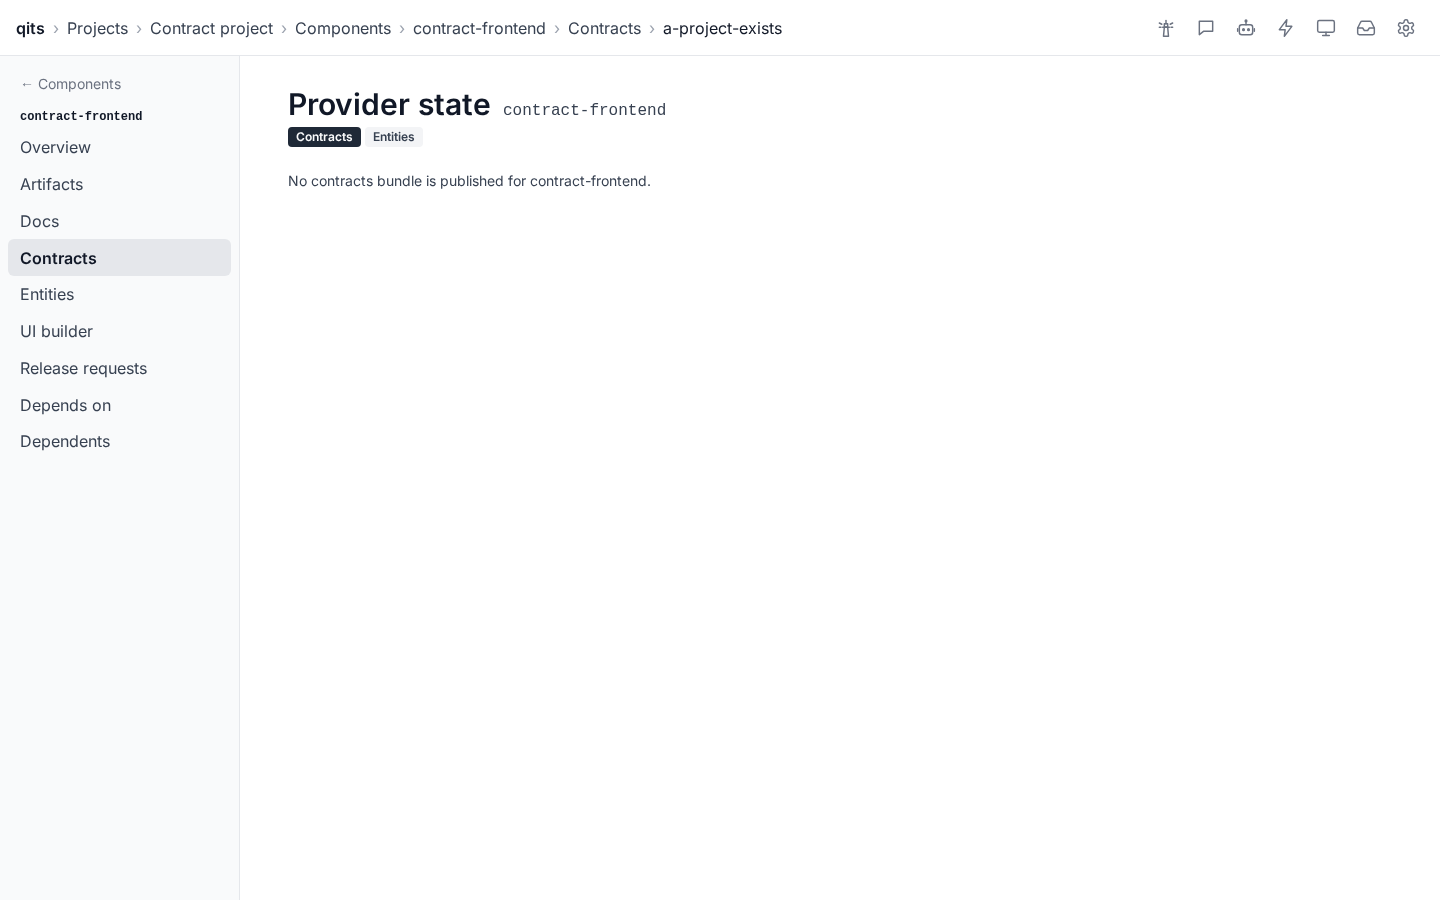 qits › Projects › Contract project › Components › contract-frontend › Contracts › a-project-exists
← Components
contract-frontend
Overview
Artifacts
Docs
Contracts
Entities
UI builder
Release requests
Depends on
Dependents
Provider state contract-frontend
Contracts Entities
No contracts bundle is published for contract-frontend.